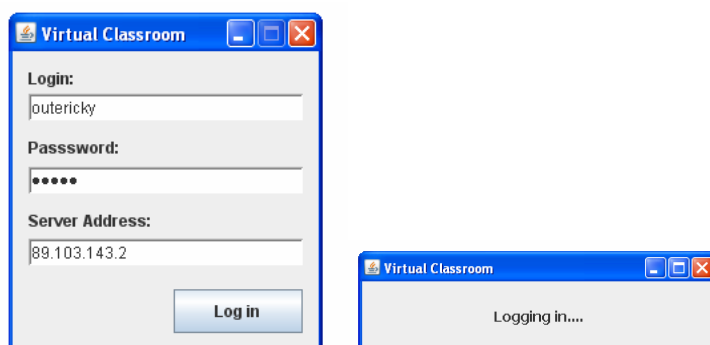 Virtual Classroom
Login:
outericky
Passsword:
●●●●●
Server Address:
89.103.143.2
Log in
Virtual Classroom
Logging in....